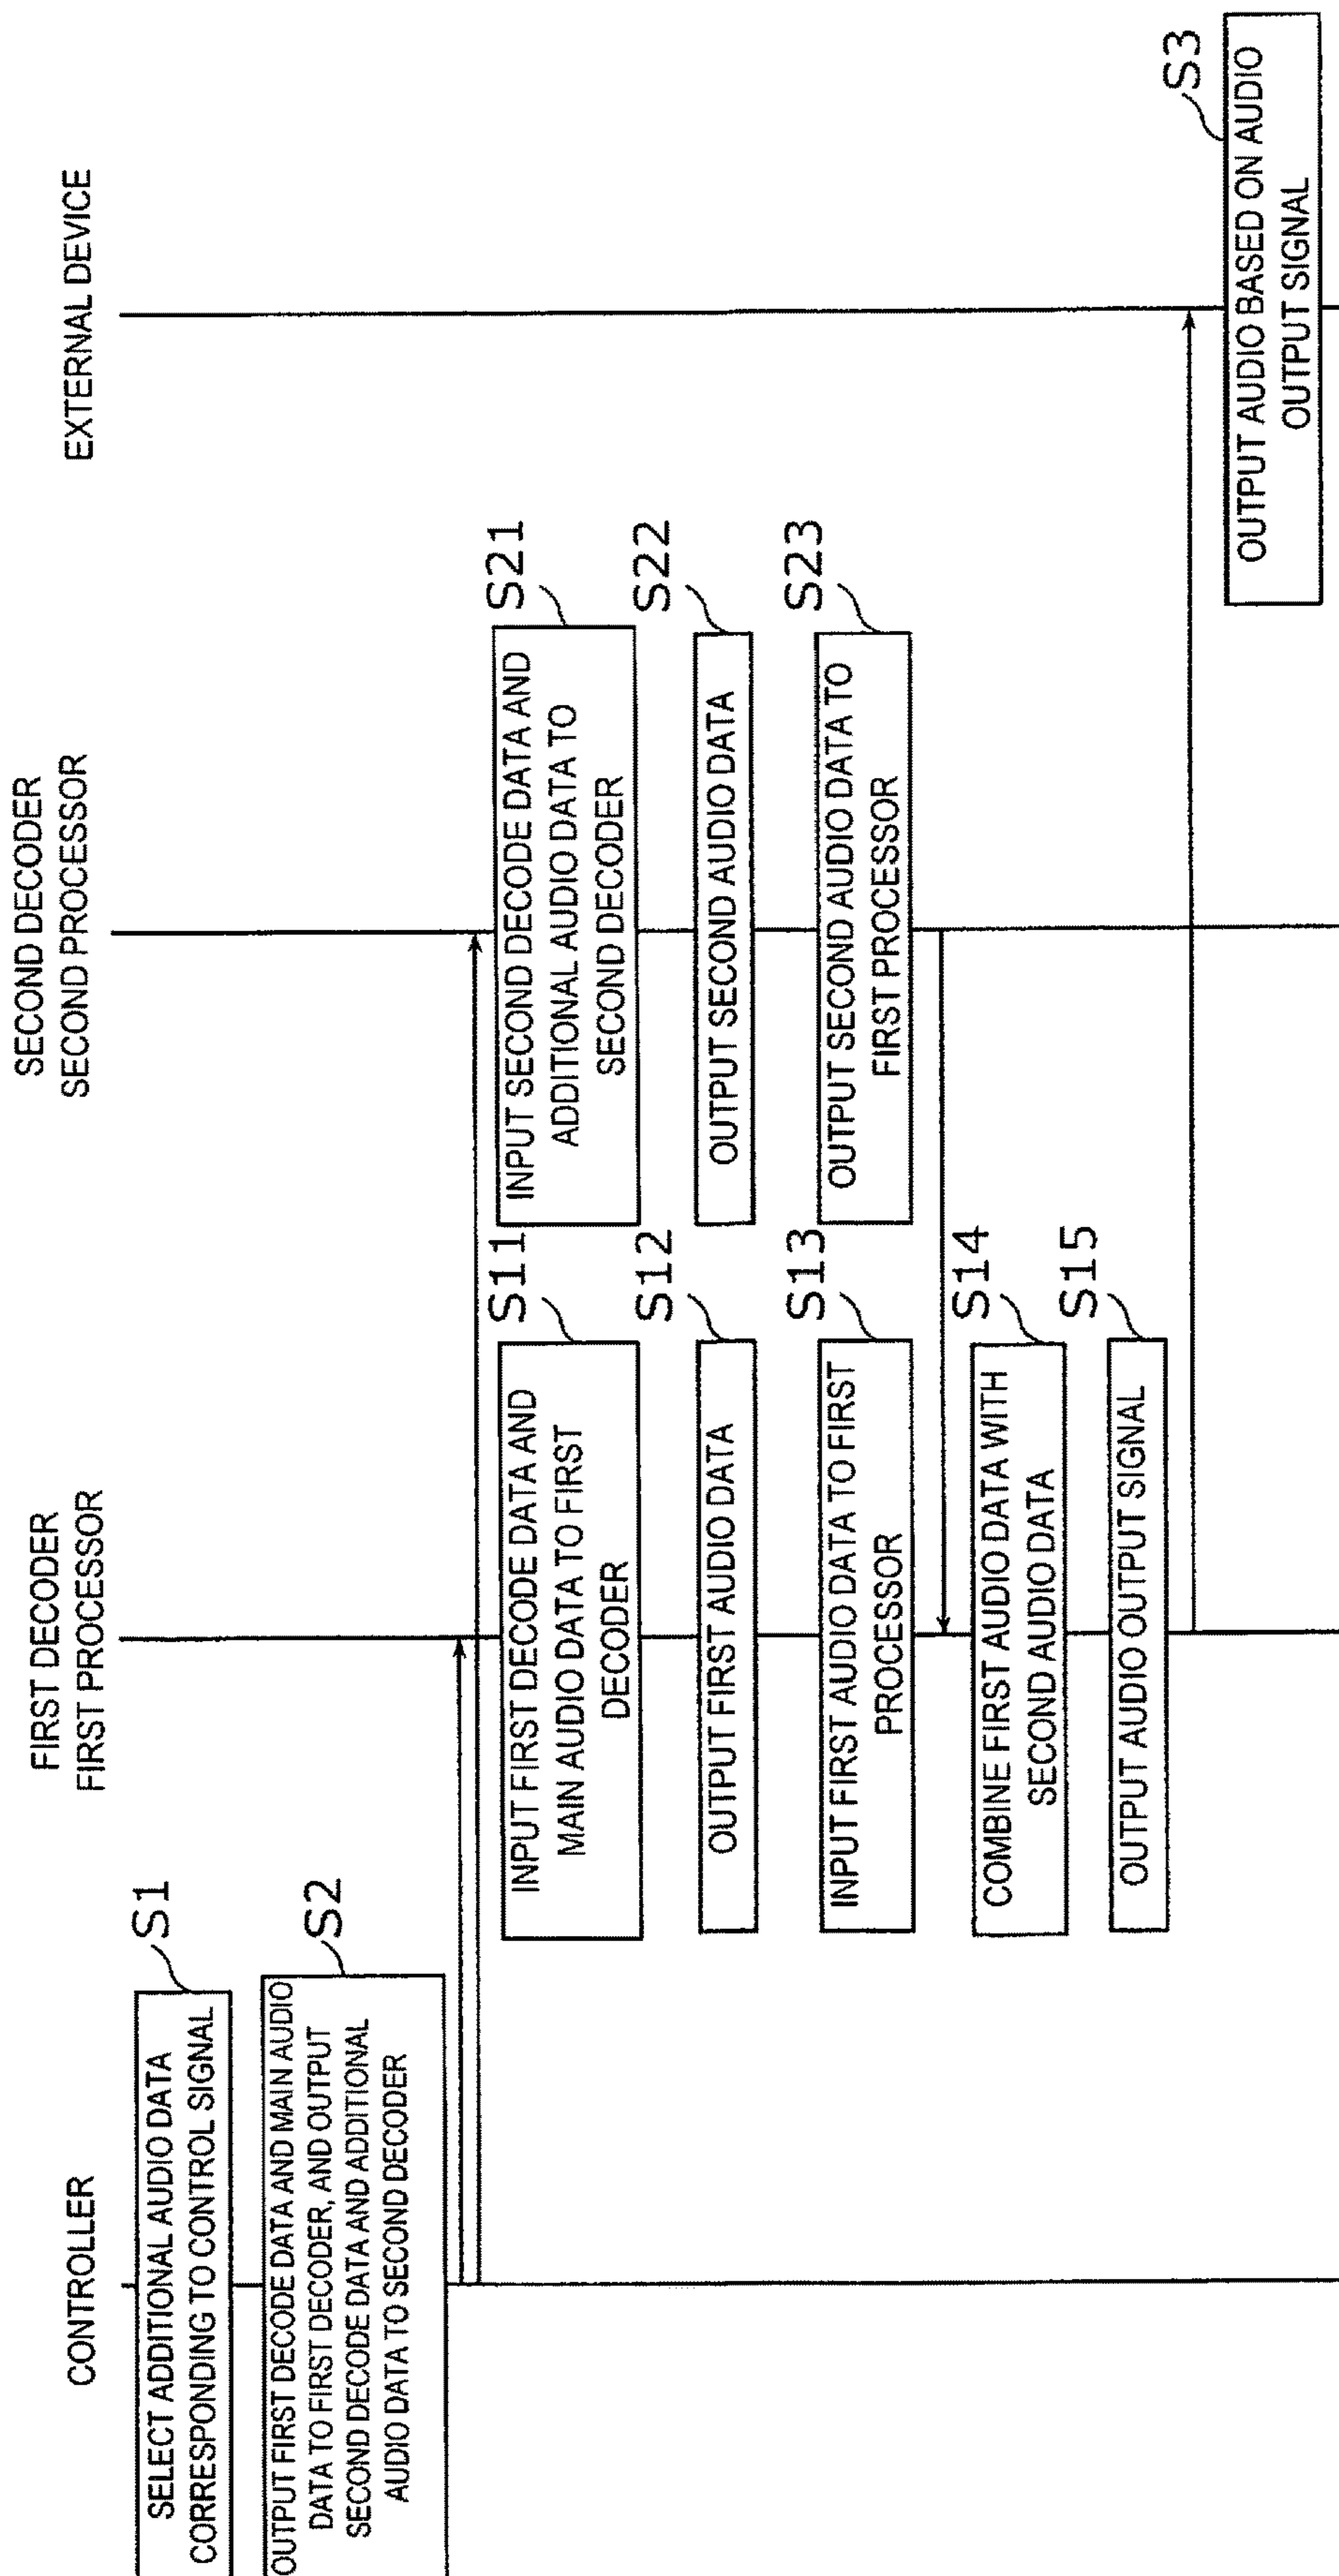 CONTROLLER
FIRST DECODER
FIRST PROCESSOR
SECOND DECODER
SECOND PROCESSOR
EXTERNAL DEVICE
S1
SELECT ADDITIONAL AUDIO DATA
CORRESPONDING TO CONTROL SIGNAL
S2
OUTPUT FIRST DECODE DATA AND MAIN AUDIO
DATA TO FIRST DECODER, AND OUTPUT
SECOND DECODE DATA AND ADDITIONAL
AUDIO DATA TO SECOND DECODER
S11
INPUT FIRST DECODE DATA AND
MAIN AUDIO DATA TO FIRST
DECODER
S21
INPUT SECOND DECODE DATA AND
ADDITIONAL AUDIO DATA TO
SECOND DECODER
S12
OUTPUT FIRST AUDIO DATA
S22
OUTPUT SECOND AUDIO DATA
S13
INPUT FIRST AUDIO DATA TO FIRST
PROCESSOR
S23
OUTPUT SECOND AUDIO DATA TO
FIRST PROCESSOR
S14
COMBINE FIRST AUDIO DATA WITH
SECOND AUDIO DATA
S15
OUTPUT AUDIO OUTPUT SIGNAL
S3
OUTPUT AUDIO BASED ON AUDIO
OUTPUT SIGNAL